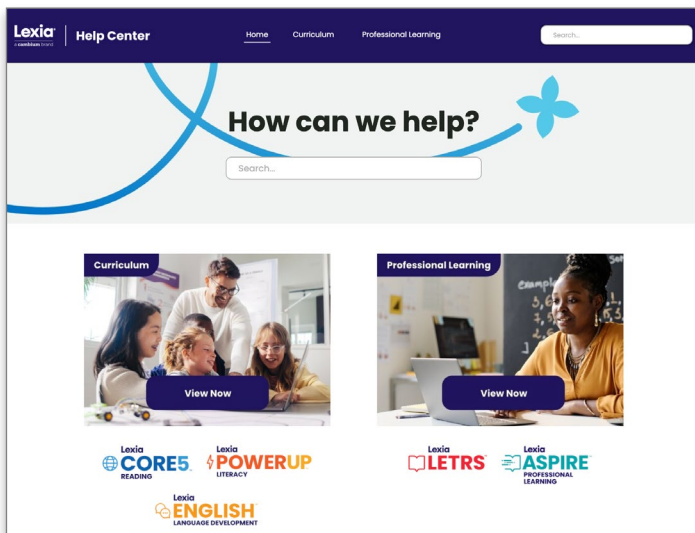 Lexia
a cambium brand
Help Center
Home
Curriculum
Professional Learning
Search...
How can we help?
Search...
Curriculum
View Now
Professional Learning
example
View Now
Lexia
CORE5
READING
Lexia
POWERUP
LITERACY
Lexia
ENGLISH
LANGUAGE DEVELOPMENT
Lexia
LETRS
Lexia
ASPIRE
PROFESSIONAL
LEARNING